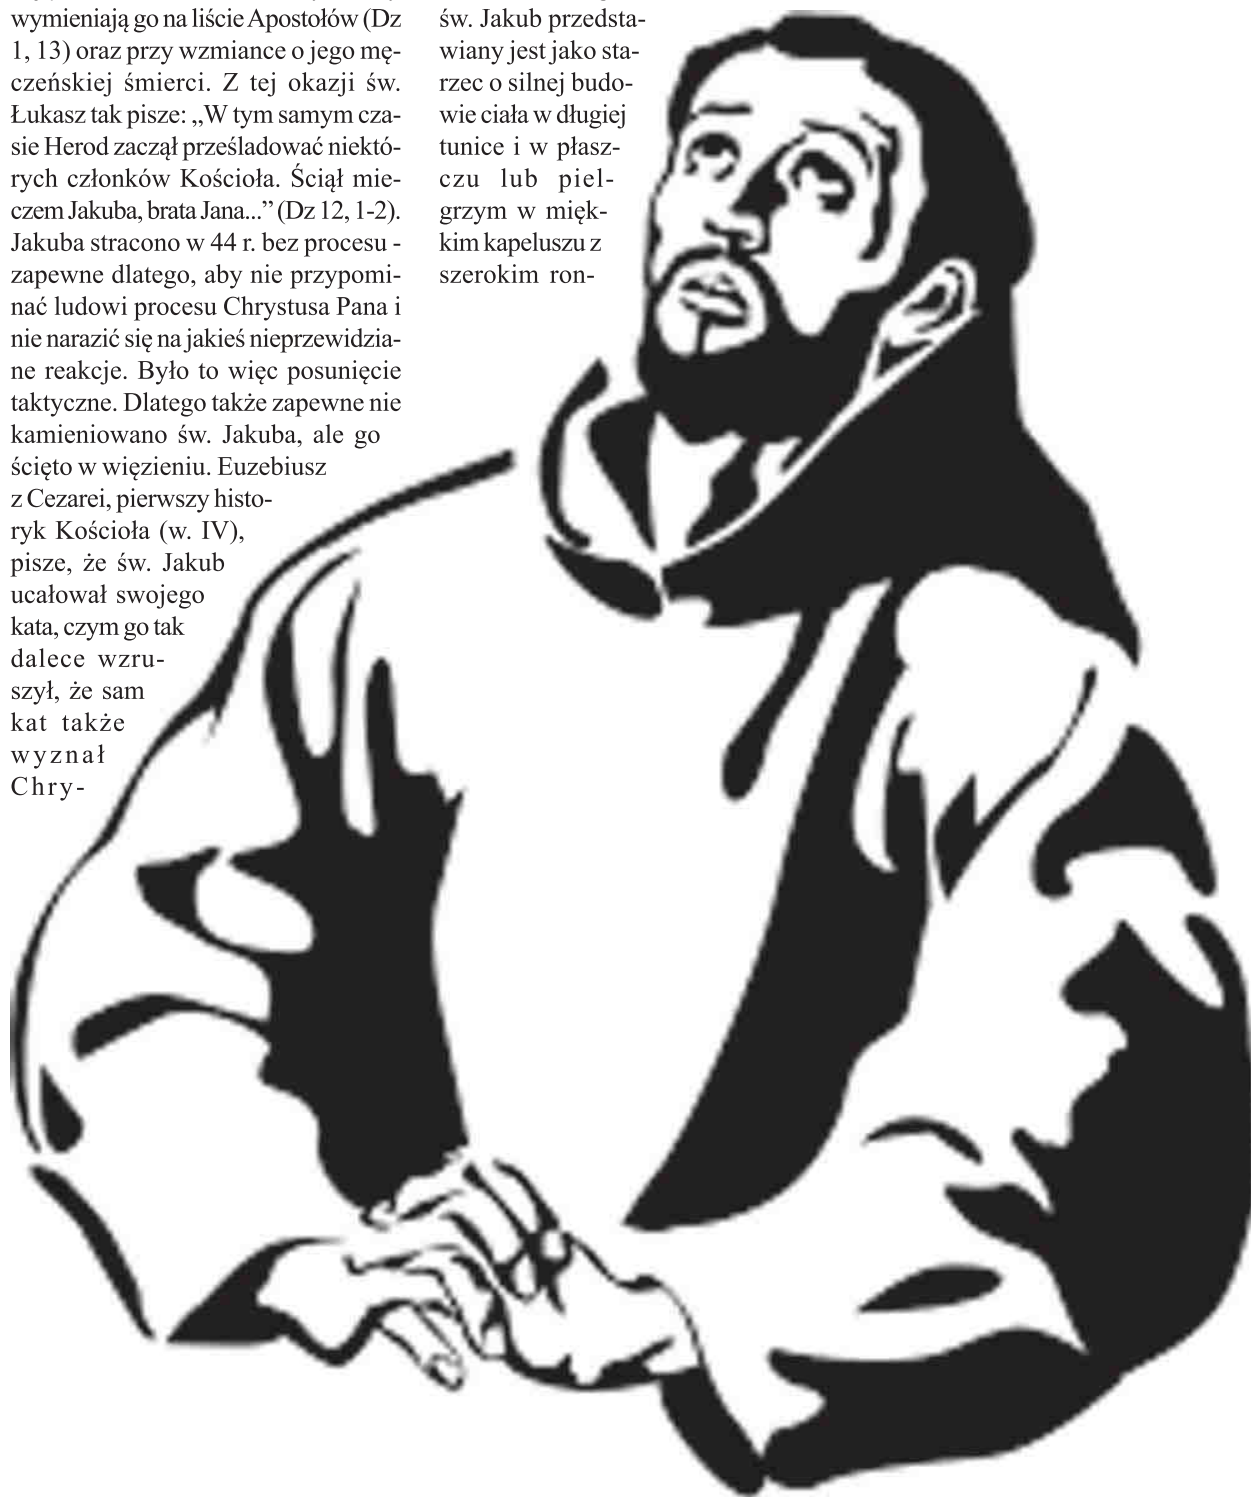 wymieniają go na liście Apostołów (Dz
1, 13) oraz przy wzmiance o jego mę-
czeńskiej śmierci. Z tej okazji św.
Łukasz tak pisze: „W tym samym cza-
sie Herod zaczął prześladować niektó-
rych członków Kościoła. Ściął mie-
czem Jakuba, brata Jana...” (Dz 12, 1-2).
Jakuba stracono w 44 r. bez procesu -
zapewne dlatego, aby nie przypomi-
nać ludowi procesu Chrystusa Pana i
nie narazić się na jakieś nieprzewidzia-
ne reakcje. Było to więc posunięcie
taktyczne. Dlatego także zapewne nie
kamieniowano św. Jakuba, ale go
ścięto w więzieniu. Euzebiusz
z Cezarei, pierwszy histo-
ryk Kościoła (w. IV),
pisze, że św. Jakub
ucałował swojego
kata, czym go tak
dalece wzru-
szył, że sam
kat także
wyznał
Chry-
św. Jakub przedsta-
wiany jest jako sta-
rzec o silnej budo-
wie ciała w długiej
tunice i w płasz-
czu lub piel-
grzym w mięk-
kim kapeluszu z
szerokim ron-